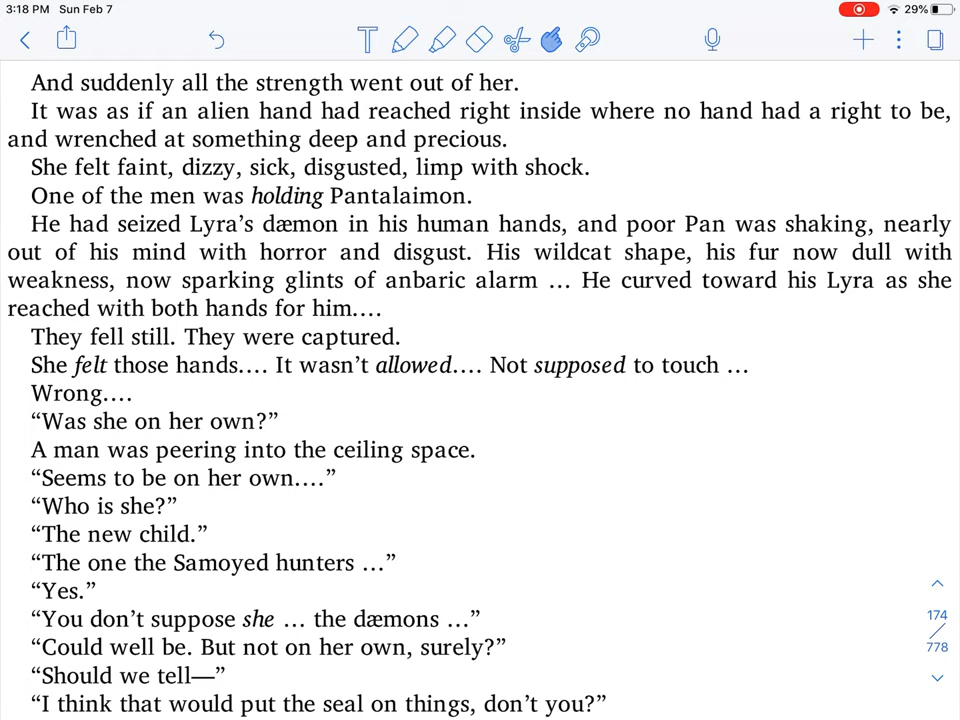 3:18 PM Sun Feb 7
29%
And suddenly all the strength went out of her.
It was as if an alien hand had reached right inside where no hand had a right to be,
and wrenched at something deep and precious.
She felt faint, dizzy, sick, disgusted, limp with shock.
One of the men was holding Pantalaimon.
He had seized Lyra’s dæmon in his human hands, and poor Pan was shaking, nearly
out of his mind with horror and disgust. His wildcat shape, his fur now dull with
weakness, now sparking glints of anbaric alarm … He curved toward his Lyra as she
reached with both hands for him.…
They fell still. They were captured.
She felt those hands.… It wasn’t allowed.… Not supposed to touch …
Wrong.…
“Was she on her own?”
A man was peering into the ceiling space.
“Seems to be on her own.…”
“Who is she?”
“The new child.”
“The one the Samoyed hunters …”
“Yes.”
“You don’t suppose she … the dæmons …”
“Could well be. But not on her own, surely?”
“Should we tell—”
“I think that would put the seal on things, don’t you?”
174
778